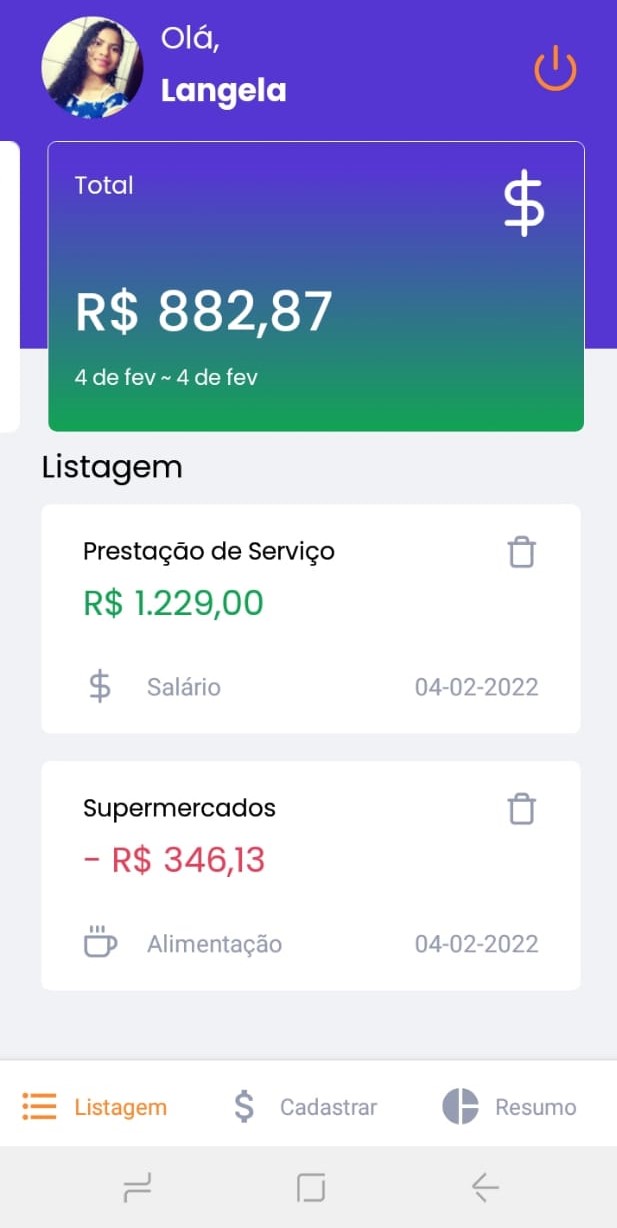 Olá,
Langela
Total
$
R$ 882,87
4 de fev ~ 4 de fev
Listagem
Prestação de Serviço
R$ 1.229,00
$ Salário 04-02-2022
Supermercados
- R$ 346,13
Alimentação 04-02-2022
Listagem $ Cadastrar Resumo